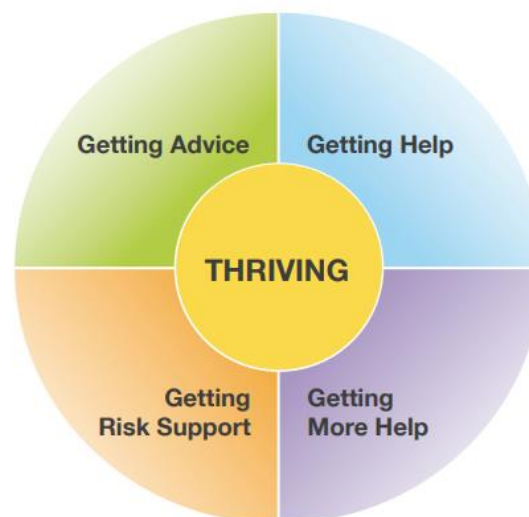 Getting Advice
Getting Help
THRIVING
Getting
Risk Support
Getting
More Help